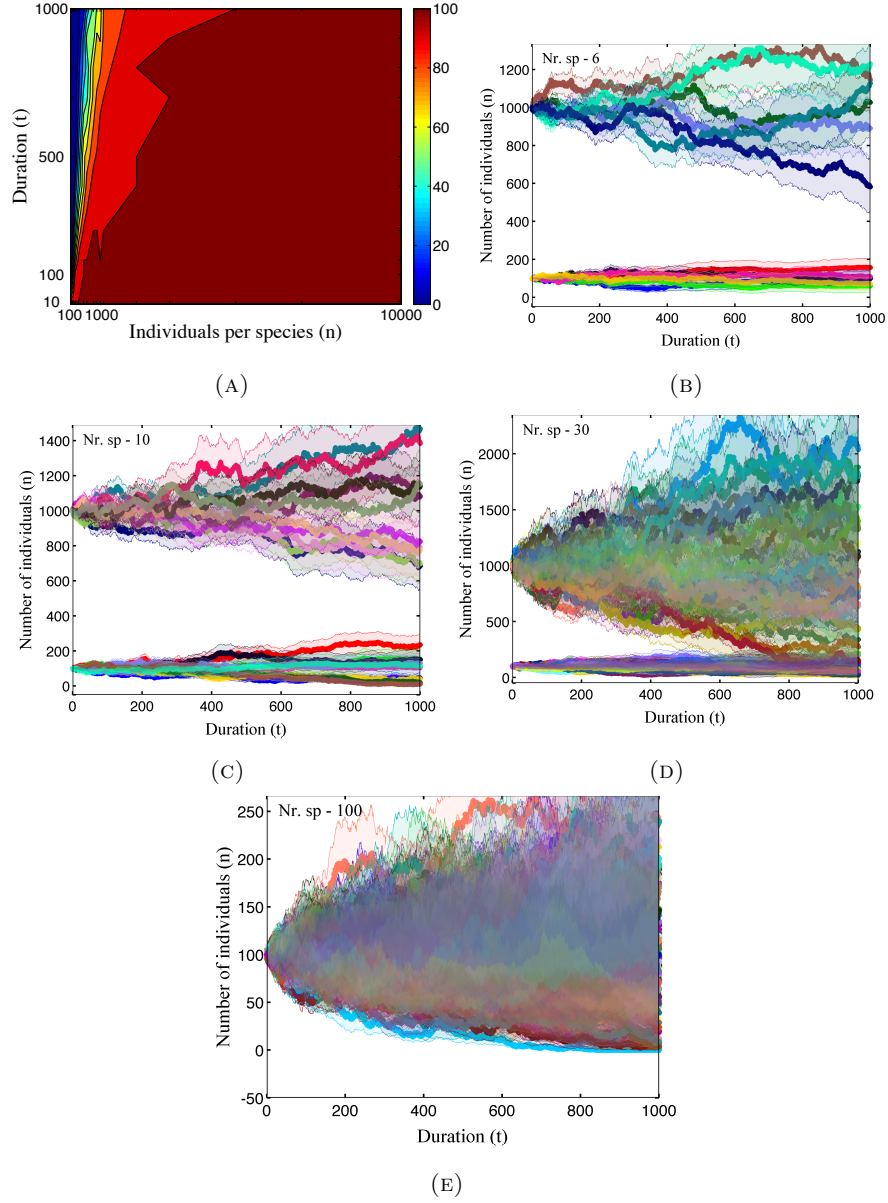 1000
500
100
10
Duration (t)
100 1000 10000
Individuals per species (n)
100
80
60
40
20
0
(A)
Nr. sp - 6
1200
1000
800
600
400
200
0
Number of individuals (n)
0 200 400 600 800 1000
Duration (t)
(B)
Nr. sp - 10
1400
1200
1000
800
600
400
200
0
Number of individuals (n)
0 200 400 600 800 1000
Duration (t)
(C)
Nr. sp - 30
2000
1500
1000
500
0
Number of individuals (n)
0 200 400 600 800 1000
Duration (t)
(D)
Nr. sp - 100
250
200
150
100
50
0
-50
Number of individuals (n)
0 200 400 600 800 1000
Duration (t)
(E)